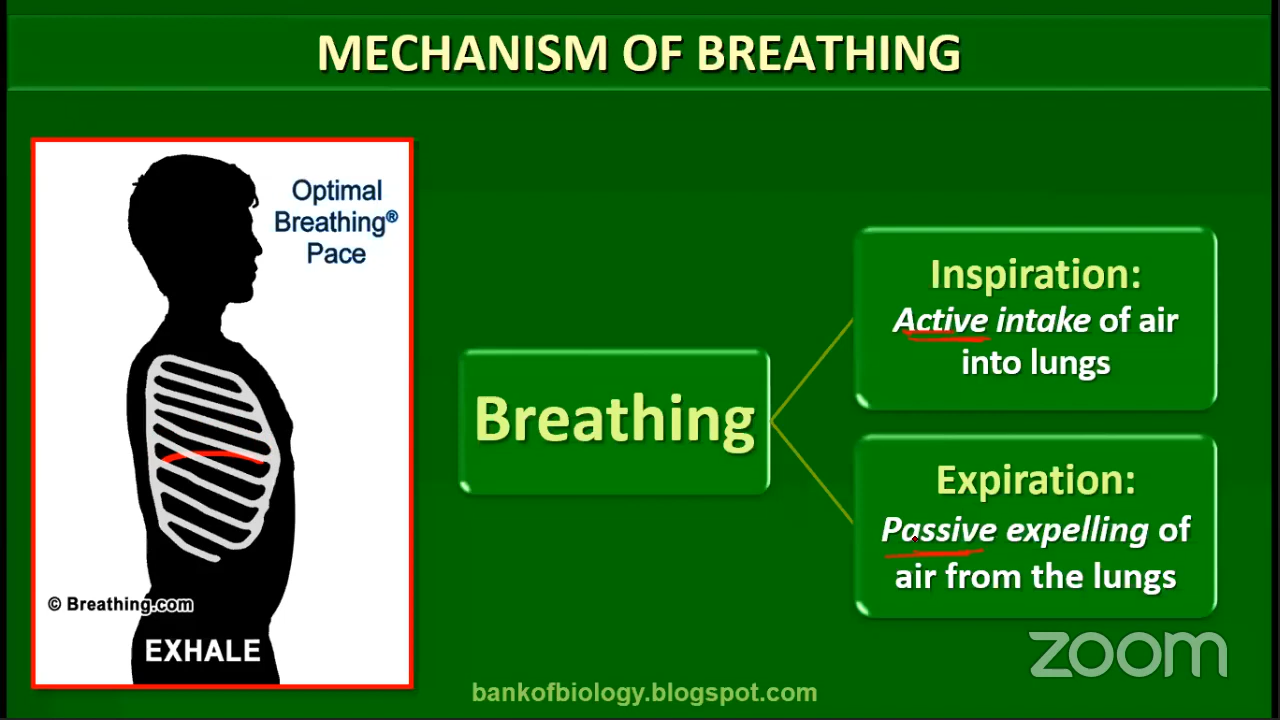 MECHANISM OF BREATHING
Optimal
Breathing®
Pace
© Breathing.com
EXHALE
Breathing
Inspiration:
Active intake of air
into lungs
Expiration:
Passive expelling of
air from the lungs
zoom
bankofbiology.blogspot.com